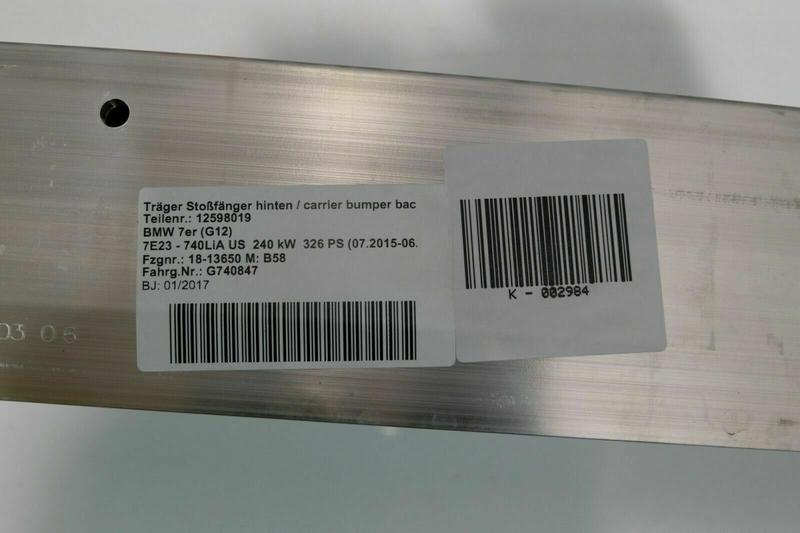 Träger Stoßfänger hinten / carrier bumper bac
Teilenr.: 12598019
BMW 7er (G12)
7E23 - 740LiA US 240 kW 326 PS (07.2015-06.
Fzgnr.: 18-13650 M: B58
Fahrg.Nr.: G740847
BJ: 01/2017
K - 002984
03 06